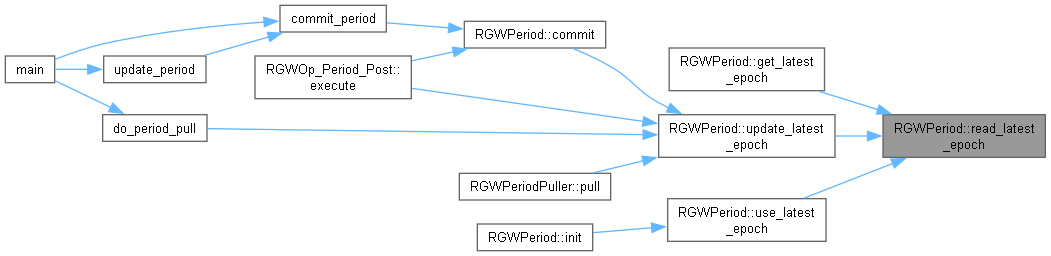 main
commit_period
update_period
do_period_pull
RGWPeriod::commit
RGWOp_Period_Post::
execute
RGWPeriod::get_latest
_epoch
RGWPeriod::update_latest
_epoch
RGWPeriod::read_latest
_epoch
RGWPeriodPuller::pull
RGWPeriod::use_latest
_epoch
RGWPeriod::init